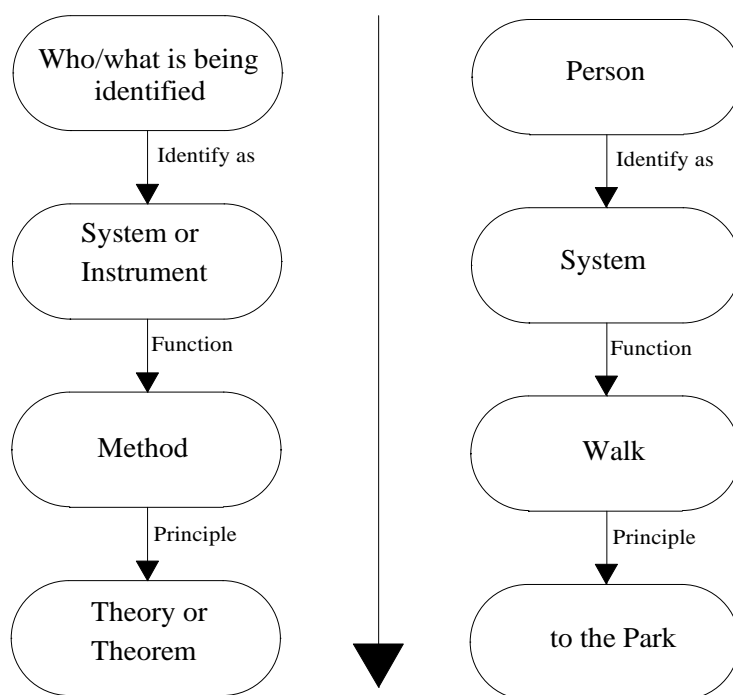 Who/what is being
identified
Identify as
System or
Instrument
Function
Method
Principle
Theory or
Theorem
Person
Identify as
System
Function
Walk
Principle
to the Park